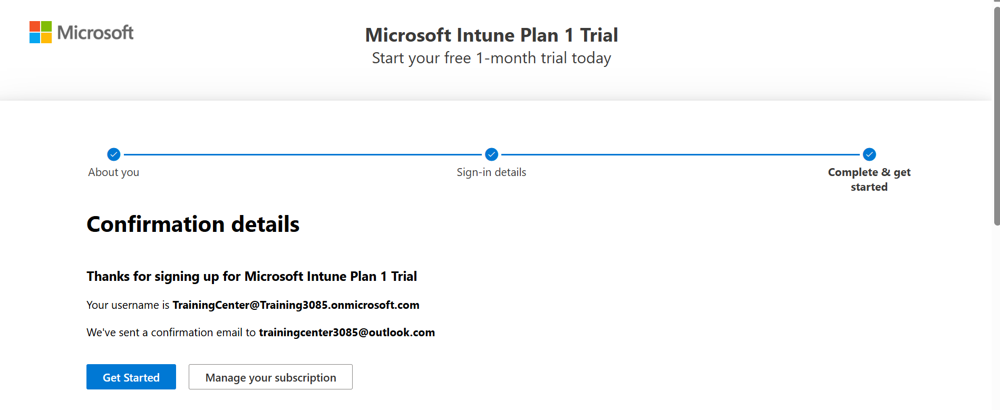 Microsoft
Microsoft Intune Plan 1 Trial
Start your free 1-month trial today
About you
Sign-in details
Complete & get
started
Confirmation details
Thanks for signing up for Microsoft Intune Plan 1 Trial
Your username is TrainingCenter@Training3085.onmicrosoft.com
We've sent a confirmation email to trainingcenter3085@outlook.com
Get Started
Manage your subscription